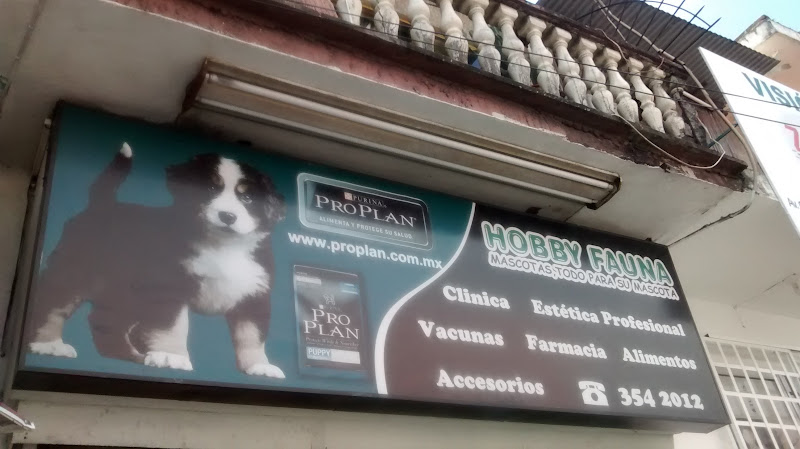 PURINA
PROPLAN
ALIMENTA Y PROTEGE SU SALUD
www.proplan.com.mx
PRO
PLAN
PUPPY
HOBBY FAUNA
MASCOTAS, TODO PARA SU MASCOTA
Clinica Estética Profesional
Vacunas Farmacia Alimentos
Accesorios ☎ 354 2012